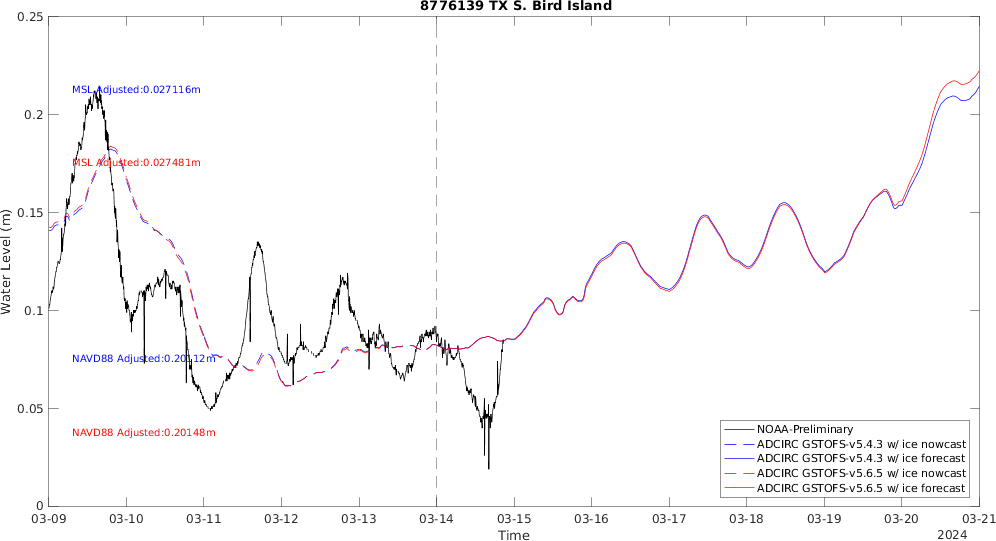 8776139 TX S. Bird Island
0.25
0.2
0.15
0.1
0.05
0
Water Level (m)
MSL Adjusted:0.027116m
MSL Adjusted:0.027481m
NAVD88 Adjusted:0.20112m
NAVD88 Adjusted:0.20148m
NOAA-Preliminary
ADCIRC GSTOFS-v5.4.3 w/ ice nowcast
ADCIRC GSTOFS-v5.4.3 w/ ice forecast
ADCIRC GSTOFS-v5.6.5 w/ ice nowcast
ADCIRC GSTOFS-v5.6.5 w/ ice forecast
03-09 03-10 03-11 03-12 03-13 03-14 03-15 03-16 03-17 03-18 03-19 03-20 03-21
Time
2024